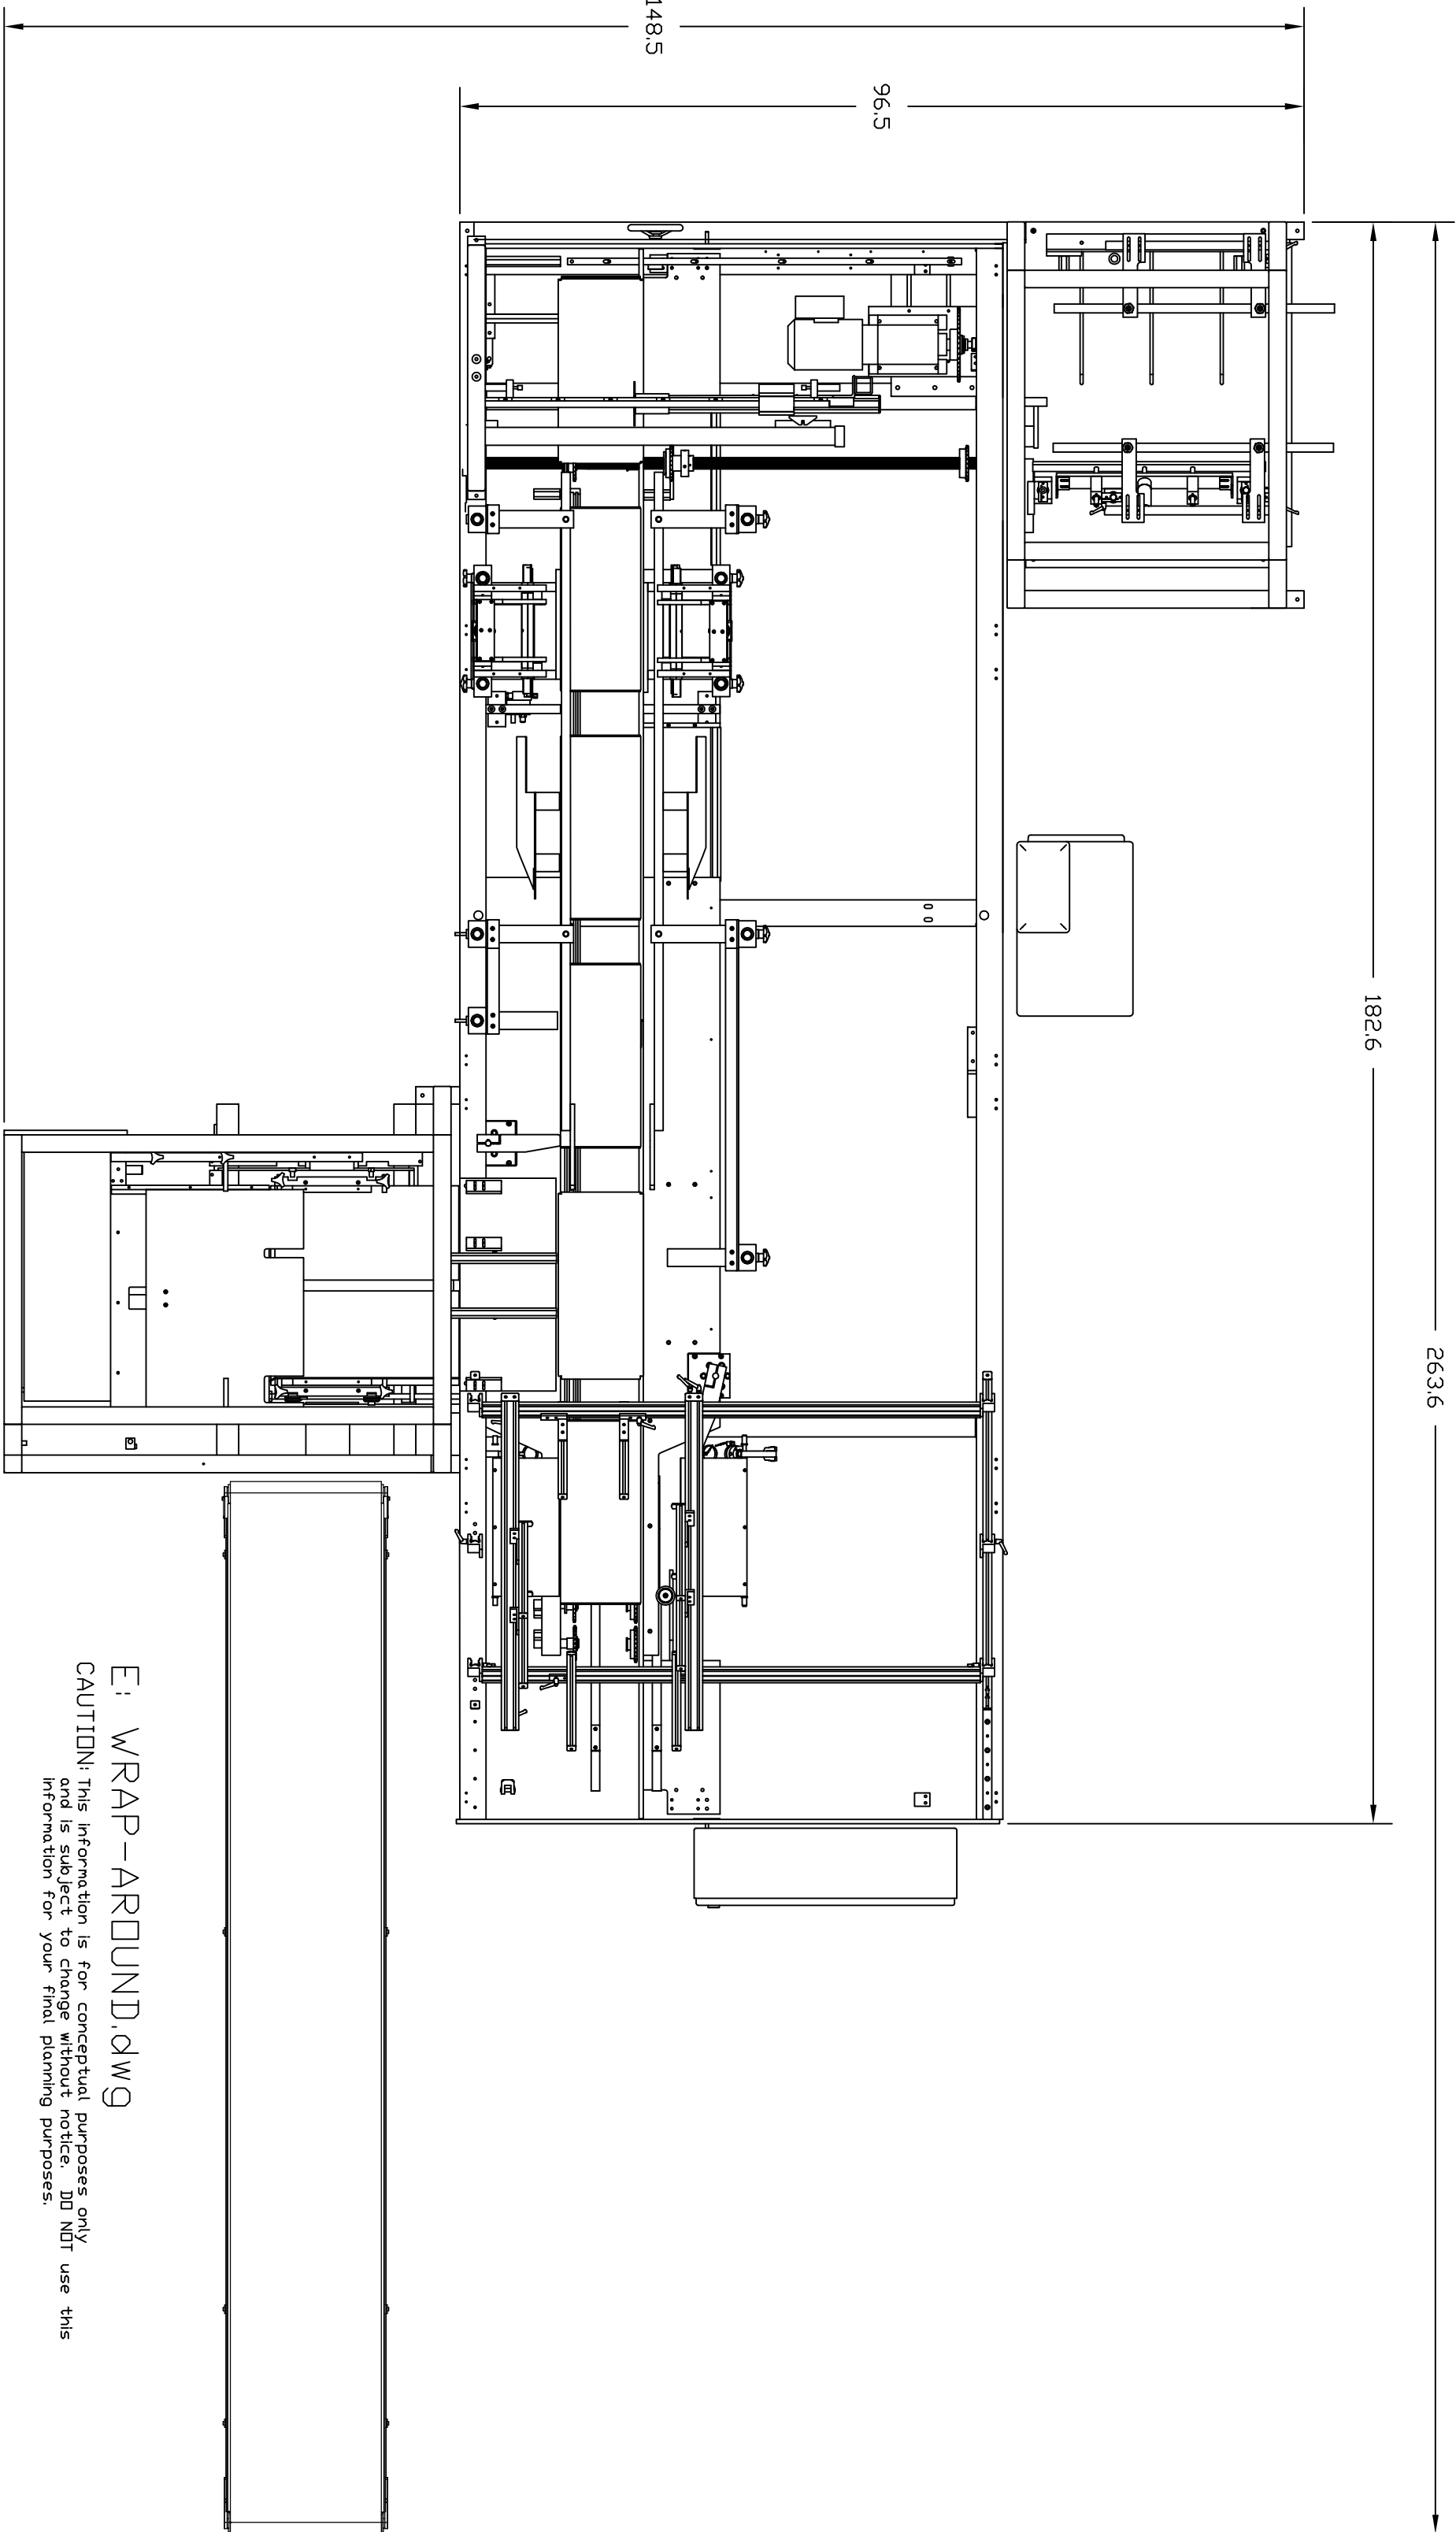 263.6
182.6
96.5
148.5
E: WRAP-AROUND.dwg
CAUTION: This information is for conceptual purposes only
and is subject to change without notice. DO NOT use this
information for your final planning purposes.